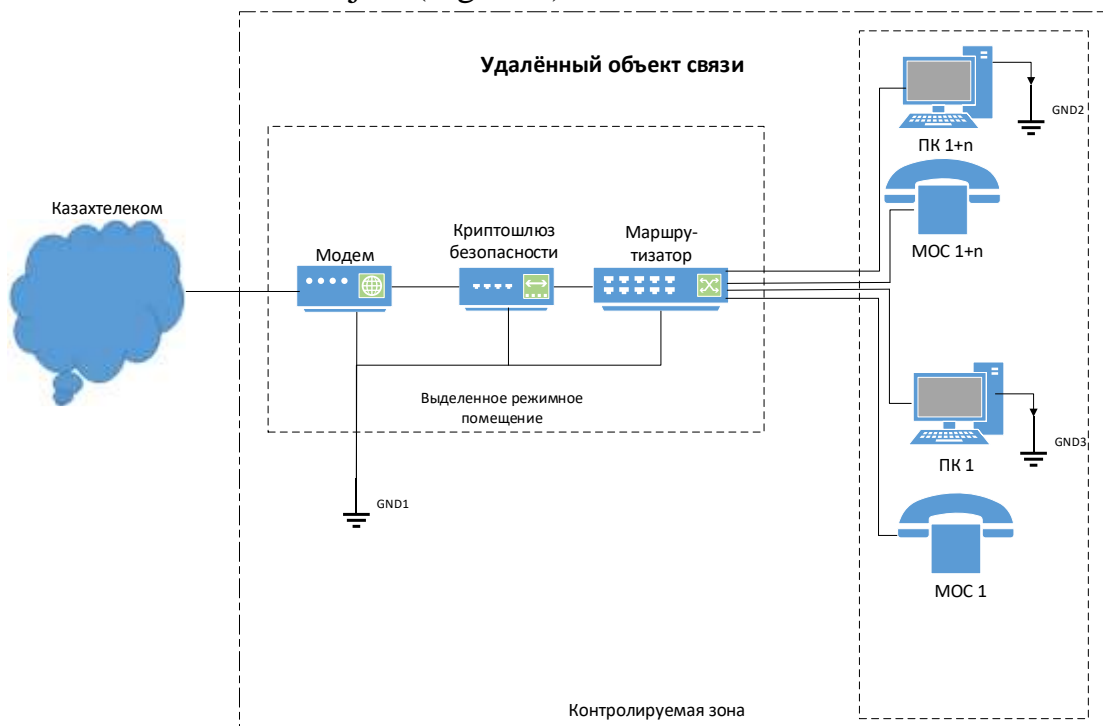 Удалённый объект связи
GND2
ПК 1+n
Казахтелеком
Криптошлюз
безопасности
Маршру-
тизатор
Модем
МОС 1+n
Выделенное режимное
помещение
GND3
ПК 1
GND1
МОС 1
Контролируемая зона